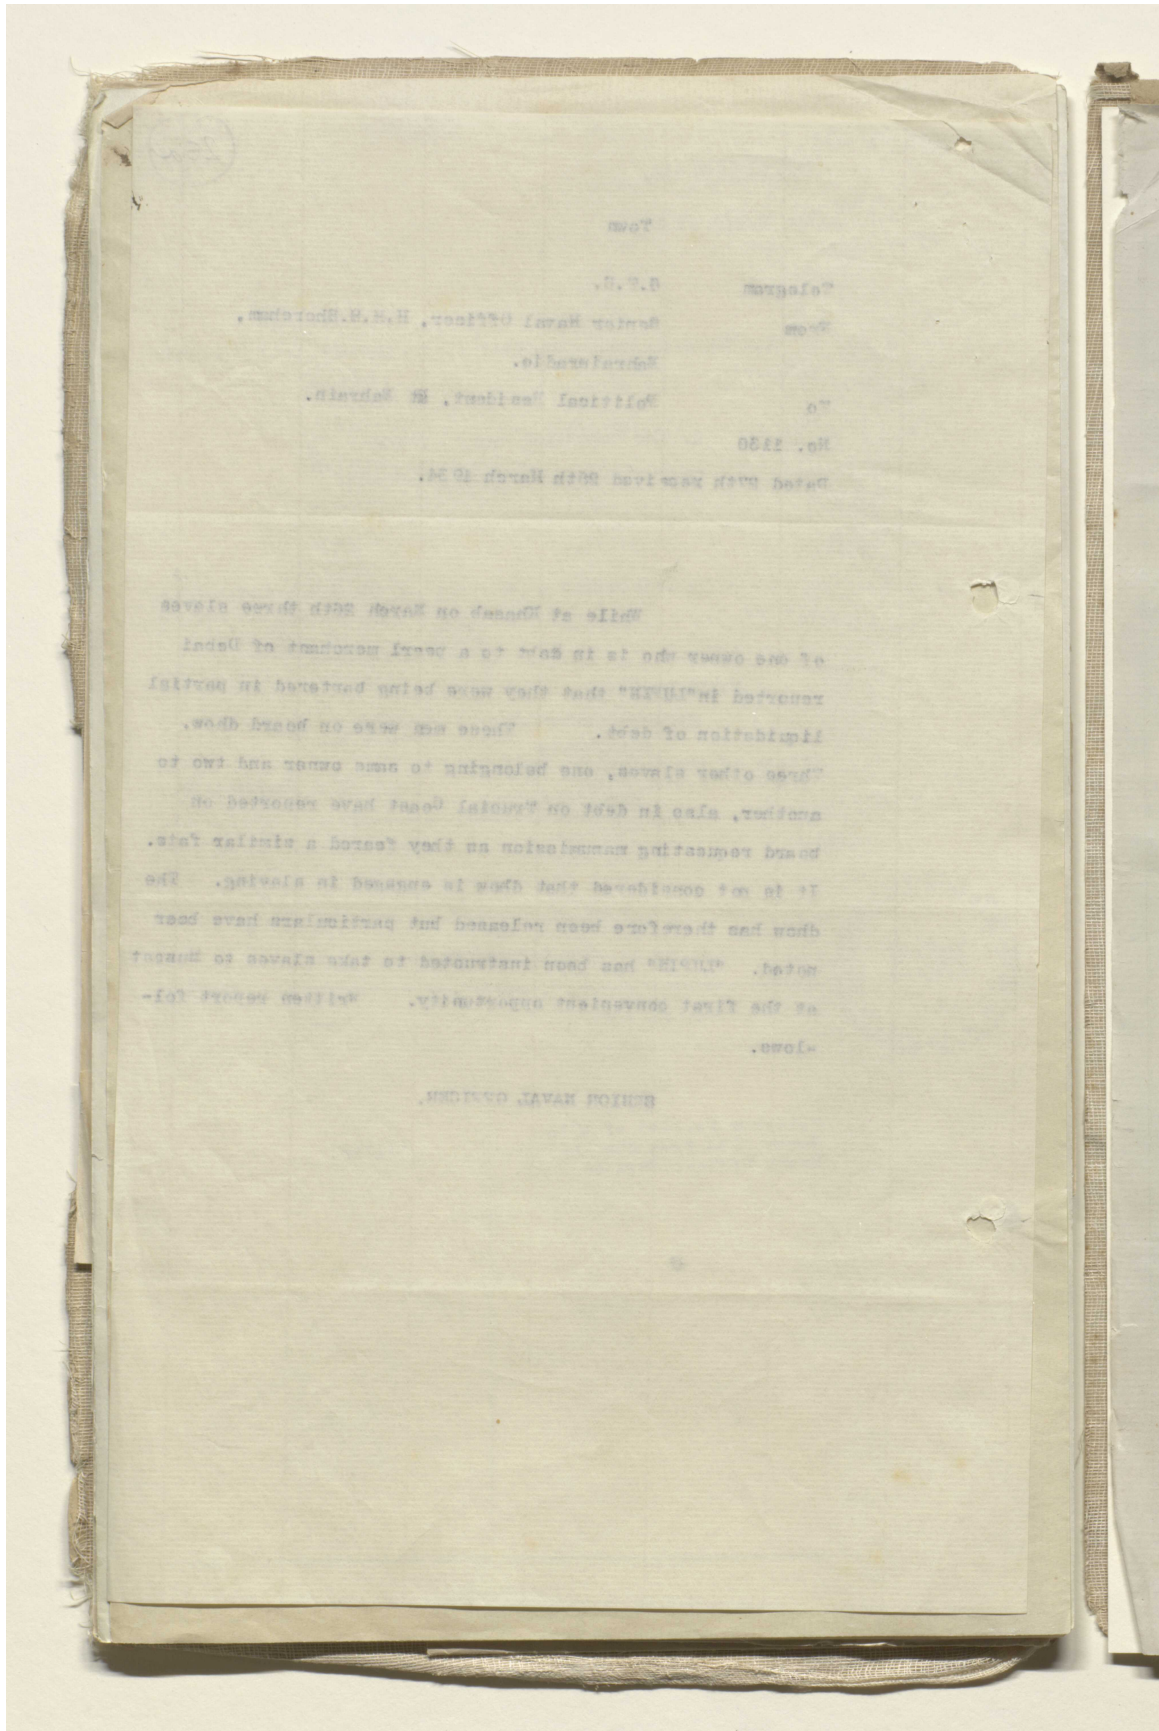 Town
Telegram G.T.C.
From Senior Naval Officer, H.M.S.Shoreham,
Bahrainradio.
To Political Resident, At Bahrain.
No. 1130
Dated 27th received 28th March 1934.
While at Khasab on March 26th three slaves
of one owner who is in debt to a pearl merchant of Dabai
reported in "LUPIN" that they were being bartered in partial
liquidation of debt. These men were on board dhow.
Three other slaves, one belonging to same owner and two to
another, also in debt on Trucial Coast have reported on
board requesting manumission as they feared a similar fate.
It is not considered that dhow is engaged in slaving. The
dhow has therefore been released but particulars have been
noted. "LUPIN" has been instructed to take slaves to Muscat
at the first convenient opportunity. Written report fol-
-lows.
SENIOR NAVAL OFFICER.